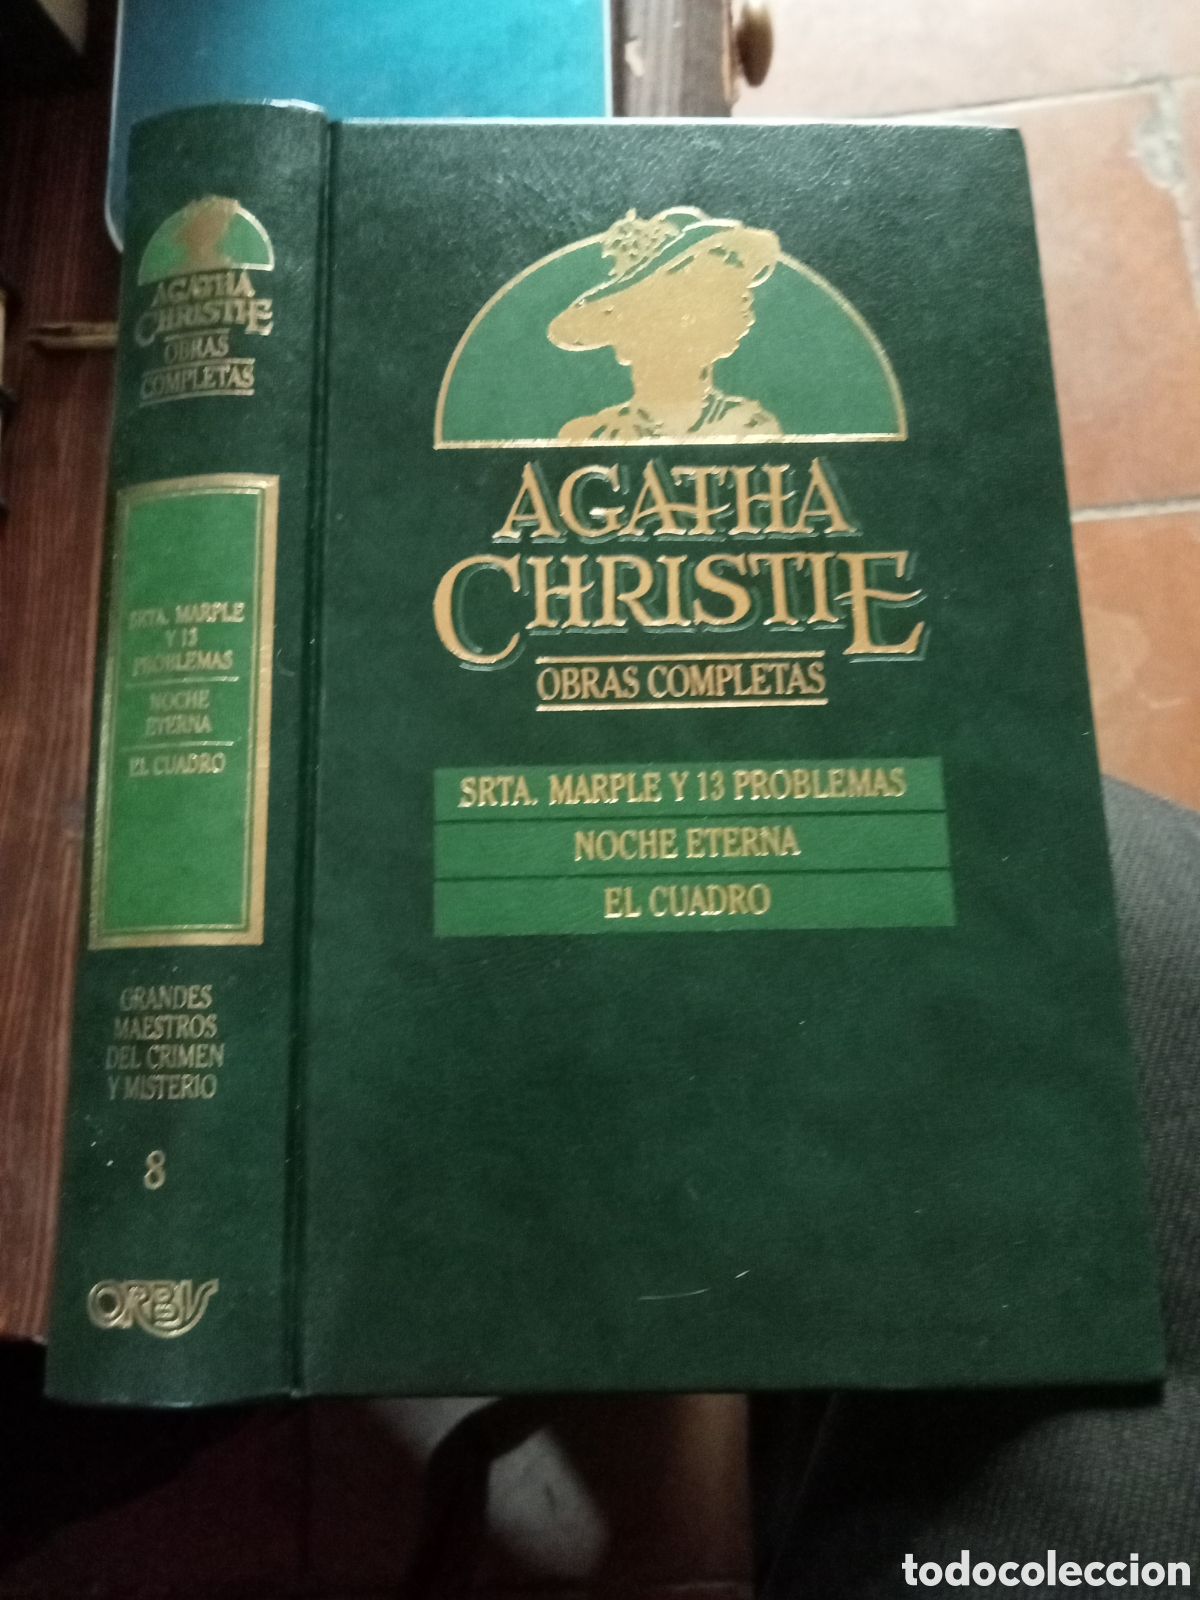 AGATHA
CHRISTIE
OBRAS
COMPLETAS
SRTA. MARPLE
Y 13
PROBLEMAS
NOCHE
ETERNA
EL CUADRO
GRANDES
MAESTROS
DEL CRIMEN
Y MISTERIO
8
ORBIS
AGATHA
CHRISTIE
OBRAS COMPLETAS
SRTA. MARPLE Y 13 PROBLEMAS
NOCHE ETERNA
EL CUADRO
todocoleccion